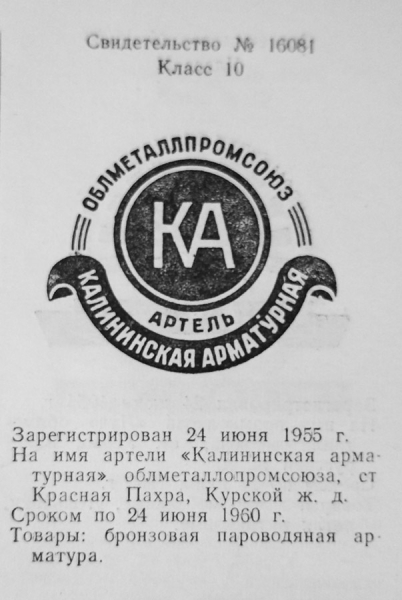 Свидетельство № 16081
Класс 10
ОБЛМЕТАЛЛПРОМСОЮЗ
КА
АРТЕЛЬ
КАЛИНИНСКАЯ АРМАТУРНАЯ
Зарегистрирован 24 июня 1955 г.
На имя артели «Калининская арма-
турная» облметаллопромсоюза, ст
Красная Пахра, Курской ж. д.
Сроком по 24 июня 1960 г.
Товары: бронзовая пароводяная ар-
матура.